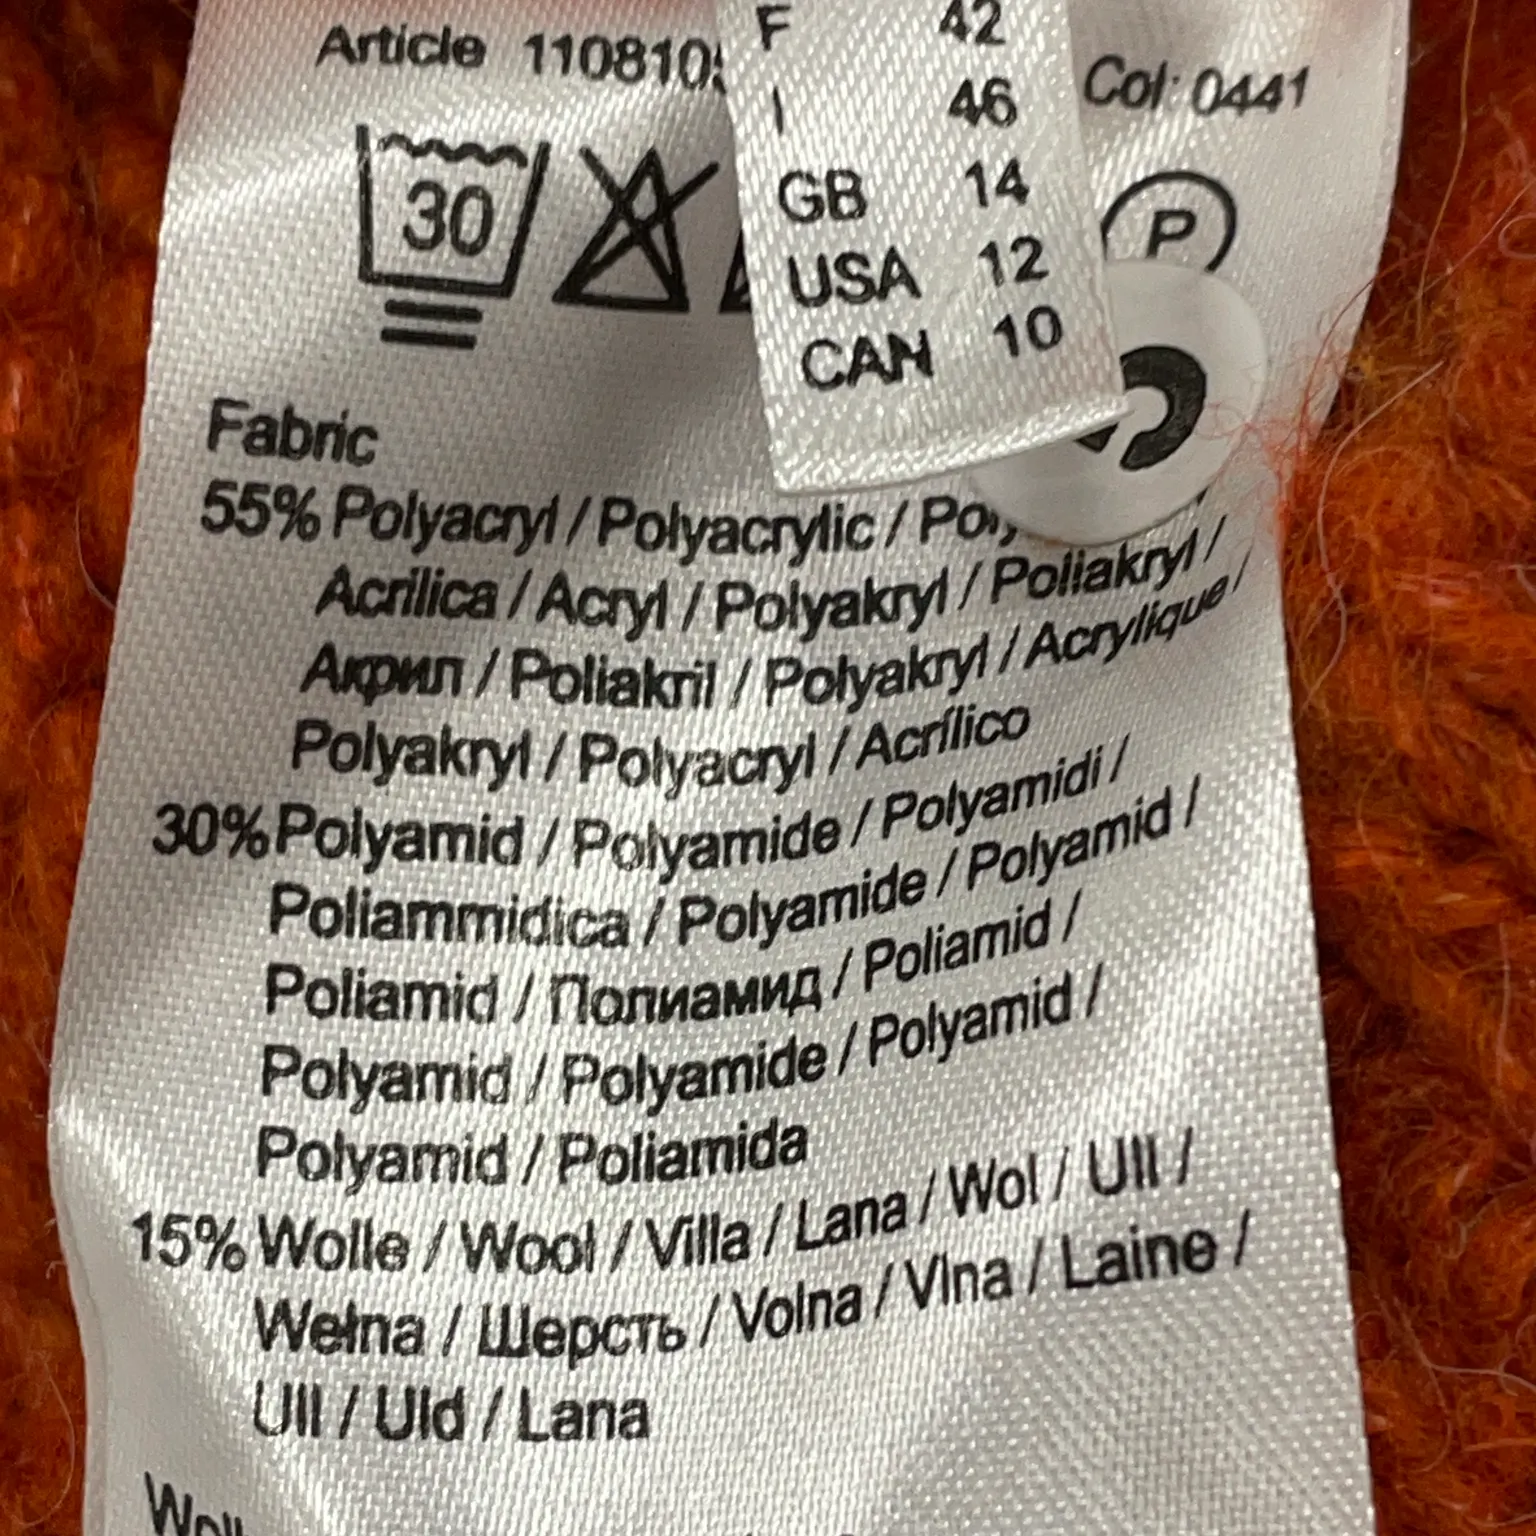 Article 110810
F 42
I 46
GB 14
USA 12
CAN 10
Col: 0441
30
P
Fabric
55% Polyacryl / Polyacrylic /
Acrilica / Acryl / Polyakryl / Poliakryl /
Акрил / Poliakril / Polyakryl / Acrylique /
Polyakryl / Polyacryl / Acrílico
30% Polyamid / Polyamide / Polyamidi /
Poliammidica / Polyamide / Polyamid /
Poliamid / Полиамид / Poliamid /
Polyamid / Polyamide / Polyamid /
Polyamid / Poliamida
15% Wolle / Wool / Villa / Lana / Wol / Ull /
Wełna / Шерсть / Volna / Vlna / Laine /
Ull / Uld / Lana